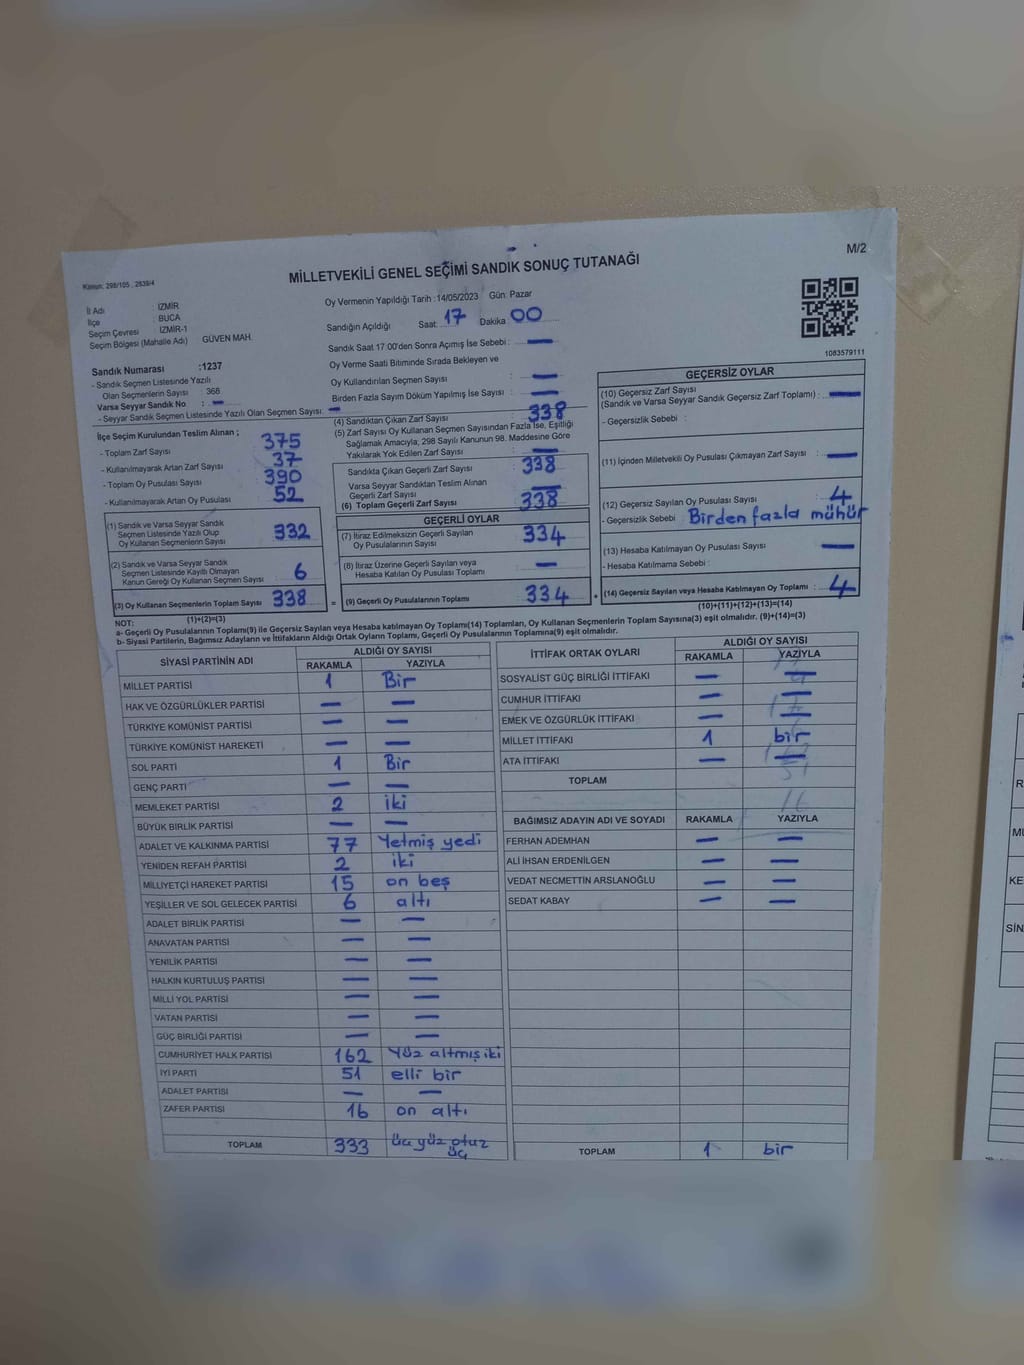 M/2
Kanun: 298/105 , 2839/4
MİLLETVEKİLİ GENEL SEÇİMİ SANDIK SONUÇ TUTANAĞI
İl Adı : İZMİR
İlçe : BUCA
Seçim Çevresi : İZMİR-1
Seçim Bölgesi (Mahalle Adı) GÜVEN MAH.
Sandık Numarası :1237
- Sandık Seçmen Listesinde Yazılı
Olan Seçmenlerin Sayısı : 368
Varsa Seyyar Sandık No : —
- Seyyar Sandık Seçmen Listesinde Yazılı Olan Seçmen Sayısı: —
Oy Vermenin Yapıldığı Tarih :14/05/2023 Gün: Pazar
Sandığın Açıldığı Saat: 17 Dakika 00
Sandık Saat 17:00'den Sonra Açımış İse Sebebi : —
Oy Verme Saati Bitiminde Sırada Bekleyen ve
Oy Kullandırılan Seçmen Sayısı : —
Birden Fazla Sayım Döküm Yapılmış İse Sayısı : —
1083579111
İlçe Seçim Kurulundan Teslim Alınan ;
- Toplam Zarf Sayısı 375
- Kullanılmayarak Artan Zarf Sayısı 37
- Toplam Oy Pusulası Sayısı 390
- Kullanılmayarak Artan Oy Pusulası 52
(1) Sandık ve Varsa Seyyar Sandık
Seçmen Listesinde Yazılı Olup
Oy Kullanan Seçmenlerin Sayısı 332
(2) Sandık ve Varsa Seyyar Sandık
Seçmen Listesinde Kayıtlı Olmayan
Kanun Gereği Oy Kullanan Seçmen Sayısı 6
(3) Oy Kullanan Seçmenlerin Toplam Sayısı 338
(1)+(2)=(3)
(4) Sandıktan Çıkan Zarf Sayısı : 338
(5) Zarf Sayısı Oy Kullanan Seçmen Sayısından Fazla İse, Eşitliği
Sağlamak Amacıyla; 298 Sayılı Kanunun 98. Maddesine Göre
Yakılarak Yok Edilen Zarf Sayısı : —
Sandıkta Çıkan Geçerli Zarf Sayısı : 338
Varsa Seyyar Sandıktan Teslim Alınan
Geçerli Zarf Sayısı : —
(6) Toplam Geçerli Zarf Sayısı : 338
GEÇERLİ OYLAR
(7) İtiraz Edilmeksizin Geçerli Sayılan
Oy Pusulalarının Sayısı : 334
(8) İtiraz Üzerine Geçerli Sayılan veya
Hesaba Katılan Oy Pusulası Toplamı : —
= (9) Geçerli Oy Pusulalarının Toplamı : 334 +
GEÇERSİZ OYLAR
(10) Geçersiz Zarf Sayısı
(Sandık ve Varsa Seyyar Sandık Geçersiz Zarf Toplamı) : —
- Geçersizlik Sebebi :
(11) İçinden Milletvekili Oy Pusulası Çıkmayan Zarf Sayısı : —
(12) Geçersiz Sayılan Oy Pusulası Sayısı : 4
- Geçersizlik Sebebi Birden fazla mühür
(13) Hesaba Katılmayan Oy Pusulası Sayısı : —
- Hesaba Katılmama Sebebi :
(14) Geçersiz Sayılan veya Hesaba Katılmayan Oy Toplamı : 4
(10)+(11)+(12)+(13)=(14)
NOT:
a- Geçerli Oy Pusulaları Toplamı(9) ile Geçersiz Sayılan veya Hesaba katılmayan Oy Toplamı(14) Toplamları, Oy Kullanan Seçmenlerin Toplam Sayısına(3) eşit olmalıdır. (9)+(14)=(3)
b- Siyasi Partilerin, Bağımsız Adayların ve İttifakların Aldığı Ortak Oyların Toplamı, Geçerli Oy Pusulalarının Toplamına(9) eşit olmalıdır.
SİYASİ PARTİNİN ADI ALDIĞI OY SAYISI
RAKAMLA YAZIYLA
MİLLET PARTİSİ 1 Bir
HAK VE ÖZGÜRLÜKLER PARTİSİ — —
TÜRKİYE KOMÜNİST PARTİSİ — —
TÜRKİYE KOMÜNİST HAREKETİ — —
SOL PARTİ 1 Bir
GENÇ PARTİ — —
MEMLEKET PARTİSİ 2 iki
BÜYÜK BİRLİK PARTİSİ — —
ADALET VE KALKINMA PARTİSİ 77 Yetmiş yedi
YENİDEN REFAH PARTİSİ 2 iki
MİLLİYETÇİ HAREKET PARTİSİ 15 on beş
YEŞİLLER VE SOL GELECEK PARTİSİ 6 altı
ADALET BİRLİK PARTİSİ — —
ANAVATAN PARTİSİ — —
YENİLİK PARTİSİ — —
HALKIN KURTULUŞ PARTİSİ — —
MİLLİ YOL PARTİSİ — —
VATAN PARTİSİ — —
GÜÇ BİRLİĞİ PARTİSİ — —
CUMHURİYET HALK PARTİSİ 162 Yüz altmış iki
İYİ PARTİ 51 elli bir
ADALET PARTİSİ — —
ZAFER PARTİSİ 16 on altı
TOPLAM 333 üç yüz otuz
üç
İTTİFAK ORTAK OYLARI ALDIĞI OY SAYISI
RAKAMLA YAZIYLA
SOSYALİST GÜÇ BİRLİĞİ İTTİFAKI — —
CUMHUR İTTİFAKI — —
EMEK VE ÖZGÜRLÜK İTTİFAKI — —
MİLLET İTTİFAKI 1 bir
ATA İTTİFAKI — —
TOPLAM
BAĞIMSIZ ADAYIN ADI VE SOYADI RAKAMLA YAZIYLA
FERHAN ADEMHAN — —
ALİ İHSAN ERDENİLGEN — —
VEDAT NECMETTİN ARSLANOĞLU — —
SEDAT KABAY — —
TOPLAM 1 bir